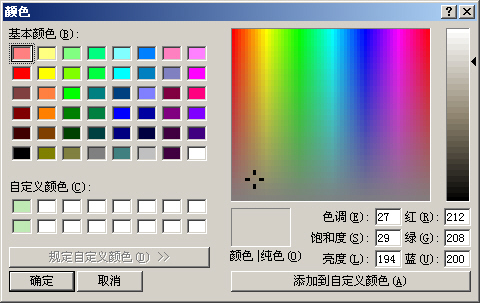 颜色
基本颜色(B):
自定义颜色(C):
规定自定义颜色(D) >>
确定
取消
颜色|纯色(O)
色调(E): 27
饱和度(S): 29
亮度(L): 194
红(R): 212
绿(G): 208
蓝(U): 200
添加到自定义颜色(A)